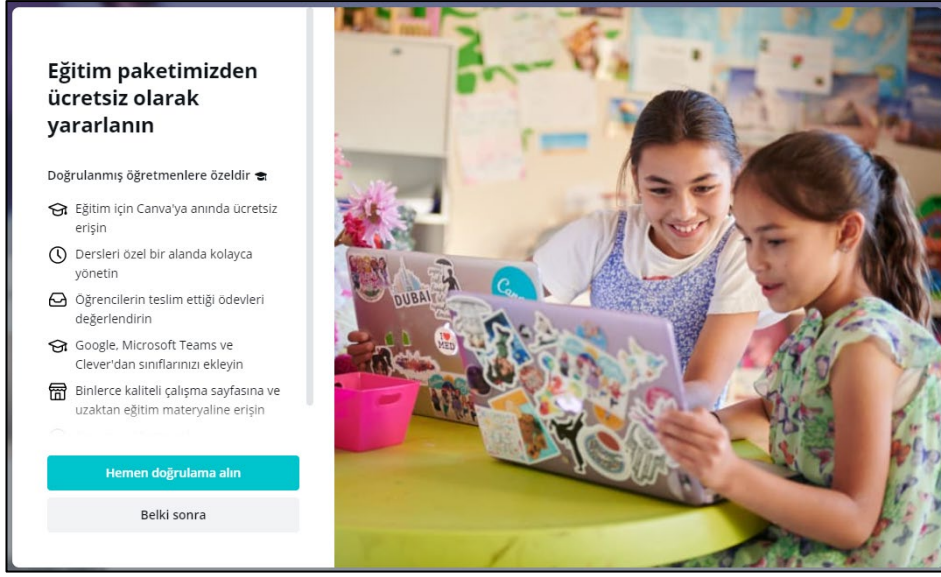 Eğitim paketimizden
ücretsiz olarak
yararlanın
Doğrulanmış öğretmenlere özeldir
Eğitim için Canva'ya anında ücretsiz
erişin
Dersleri özel bir alanda kolayca
yönetin
Öğrencilerin teslim ettiği ödevleri
değerlendirin
Google, Microsoft Teams ve
Clever'dan sınıflarınızı ekleyin
Binlerce kaliteli çalışma sayfasına ve
uzaktan eğitim materyaline erişin
Hemen doğrulama alın
Belki sonra
DUBAI
I
MED